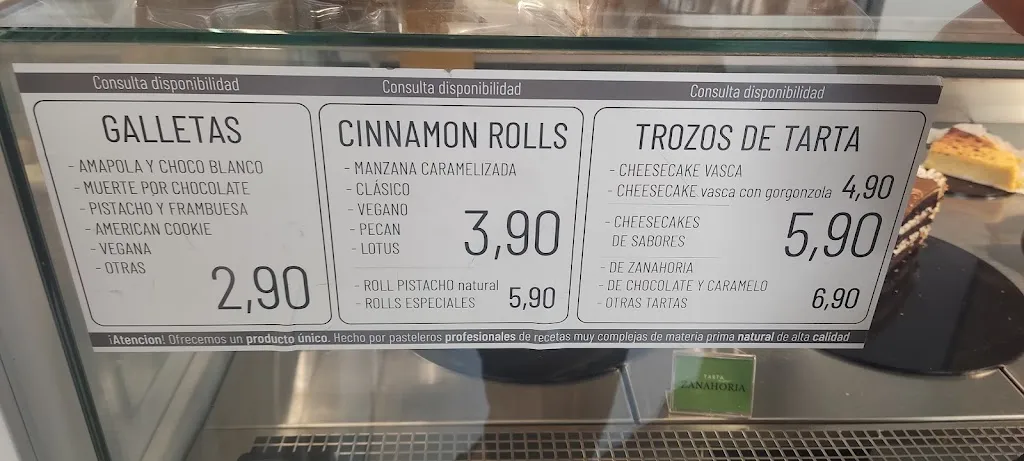 Consulta disponibilidad
GALLETAS
- AMAPOLA Y CHOCO BLANCO
- MUERTE POR CHOCOLATE
- PISTACHO Y FRAMBUESA
- AMERICAN COOKIE
- VEGANA
- OTRAS
2,90
Consulta disponibilidad
CINNAMON ROLLS
- MANZANA CARAMELIZADA
- CLÁSICO
- VEGANO
- PECAN
- LOTUS
3,90
- ROLL PISTACHO natural
- ROLLS ESPECIALES 5,90
Consulta disponibilidad
TROZOS DE TARTA
- CHEESECAKE VASCA
- CHEESECAKE vasca con gorgonzola 4,90
- CHEESECAKES
DE SABORES
5,90
- DE ZANAHORIA
- DE CHOCOLATE Y CARAMELO
- OTRAS TARTAS 6,90
¡Atencion! Ofrecemos un producto único. Hecho por pasteleros profesionales de recetas muy complejas de materia prima natural de alta calidad
TARTA
ZANAHORIA